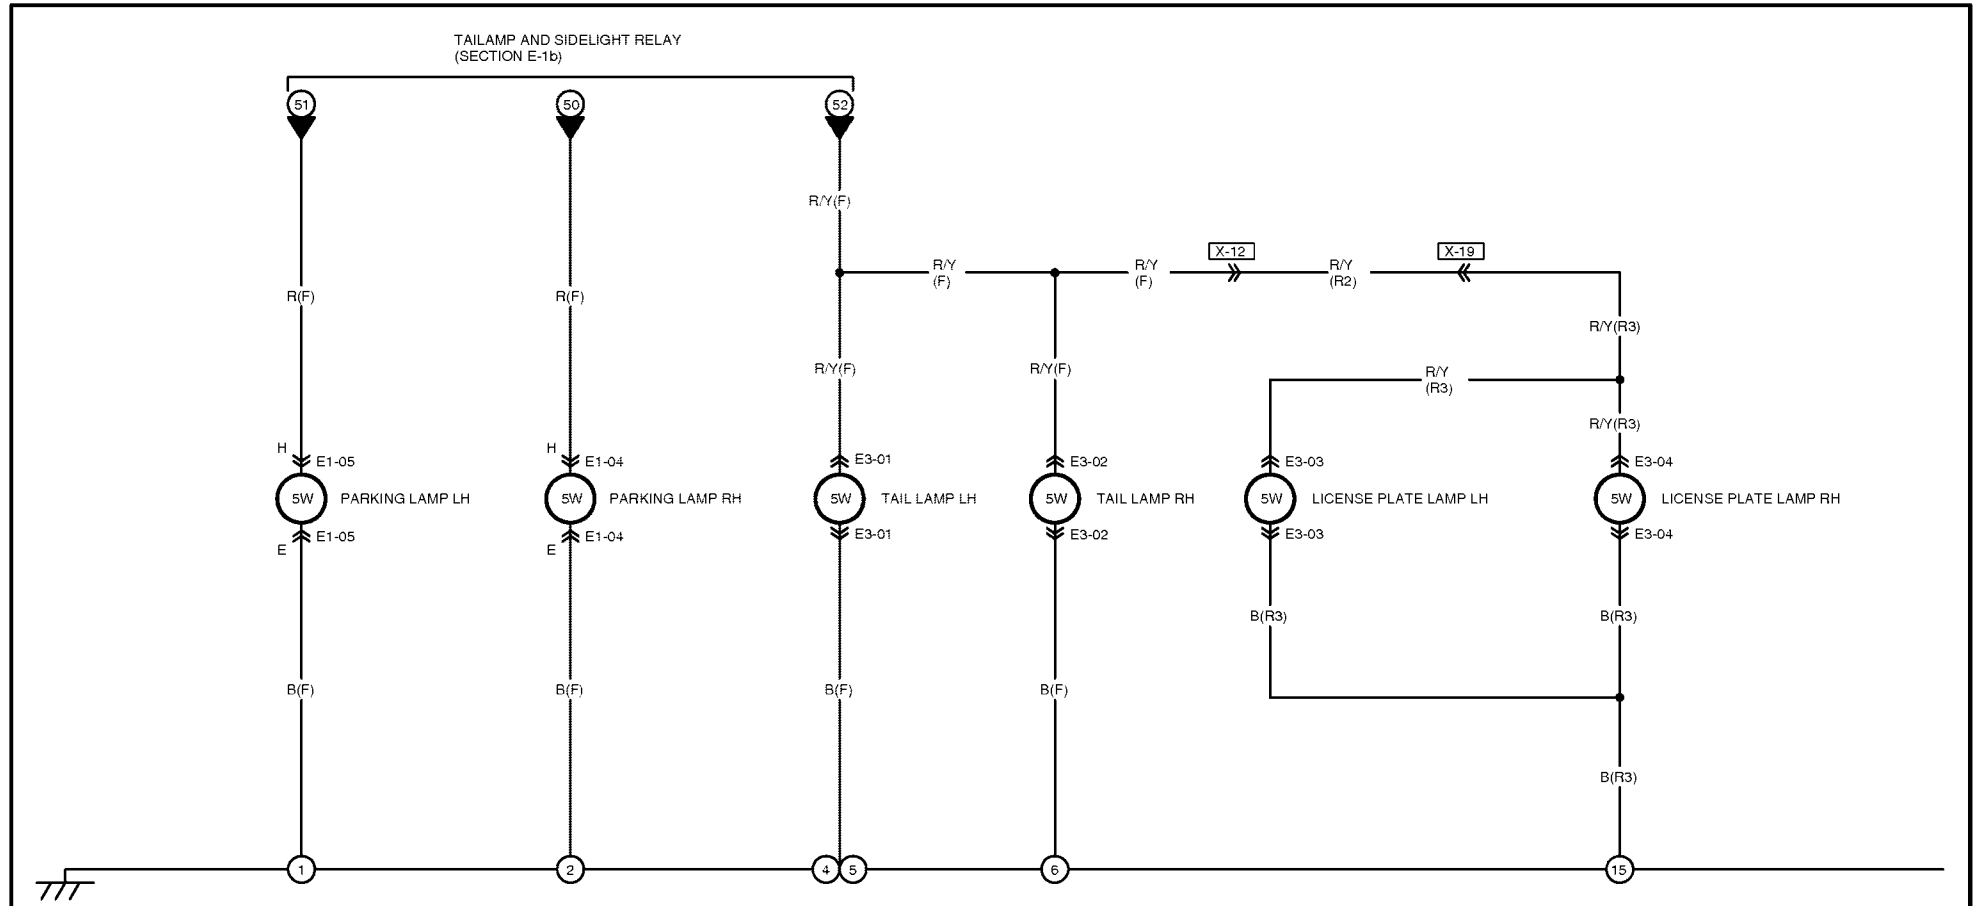 TAILAMP AND SIDELIGHT RELAY
(SECTION E-1b)
51
50
52
R/Y(F)
X-12
X-19
R/Y
(F)
R/Y
(F)
R/Y
(R2)
R(F)
R(F)
R/Y(R3)
R/Y(F)
R/Y(F)
R/Y
(R3)
R/Y(R3)
H
E1-05
H
E1-04
E3-01
E3-02
E3-03
E3-04
5W
PARKING LAMP LH
5W
PARKING LAMP RH
5W
TAIL LAMP LH
5W
TAIL LAMP RH
5W
LICENSE PLATE LAMP LH
5W
LICENSE PLATE LAMP RH
E
E1-05
E
E1-04
E3-01
E3-02
E3-03
E3-04
B(R3)
B(R3)
B(F)
B(F)
B(F)
B(F)
B(R3)
1
2
4
5
6
15